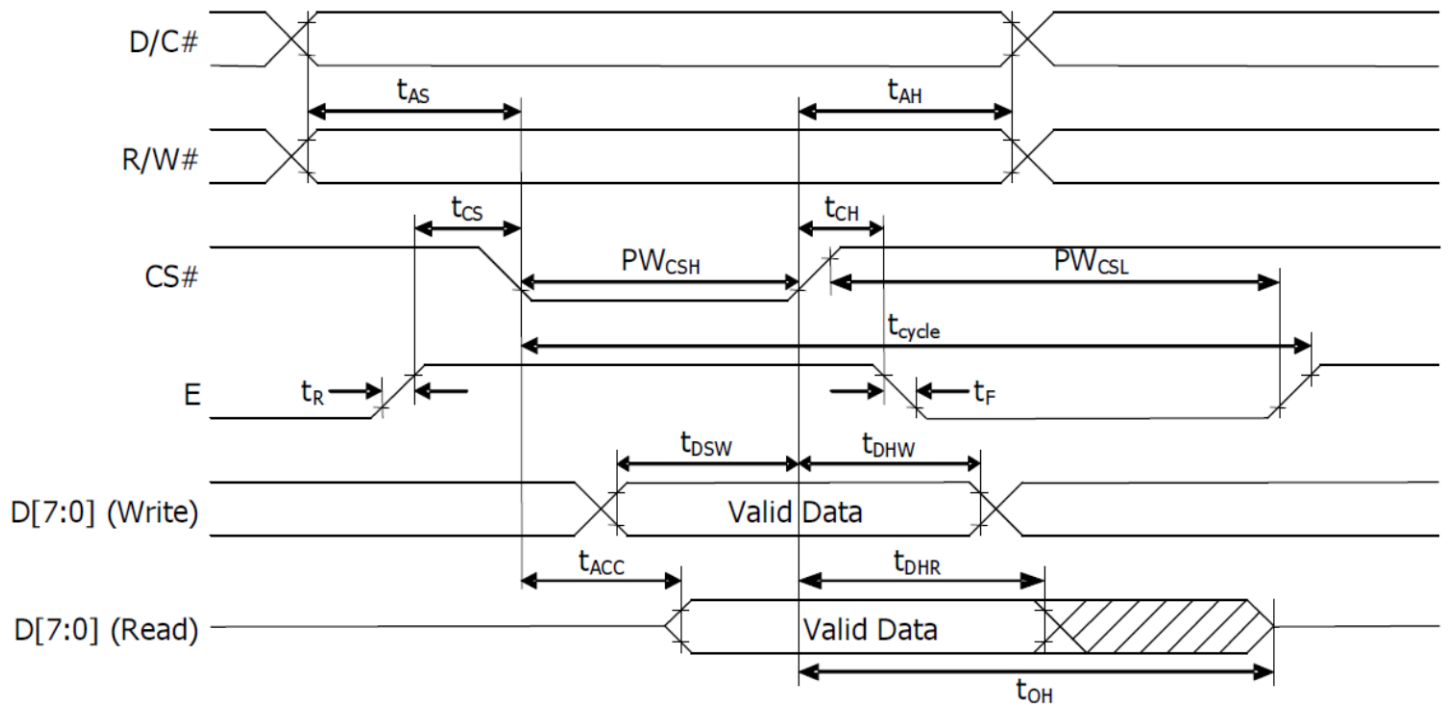 D/C#
tAS
tAH
R/W#
tCS
tCH
CS#
PWCSH
PWCSL
tcycle
E
tR
tF
tDSW
tDHW
D[7:0] (Write)
Valid Data
tACC
tDHR
D[7:0] (Read)
Valid Data
tOH